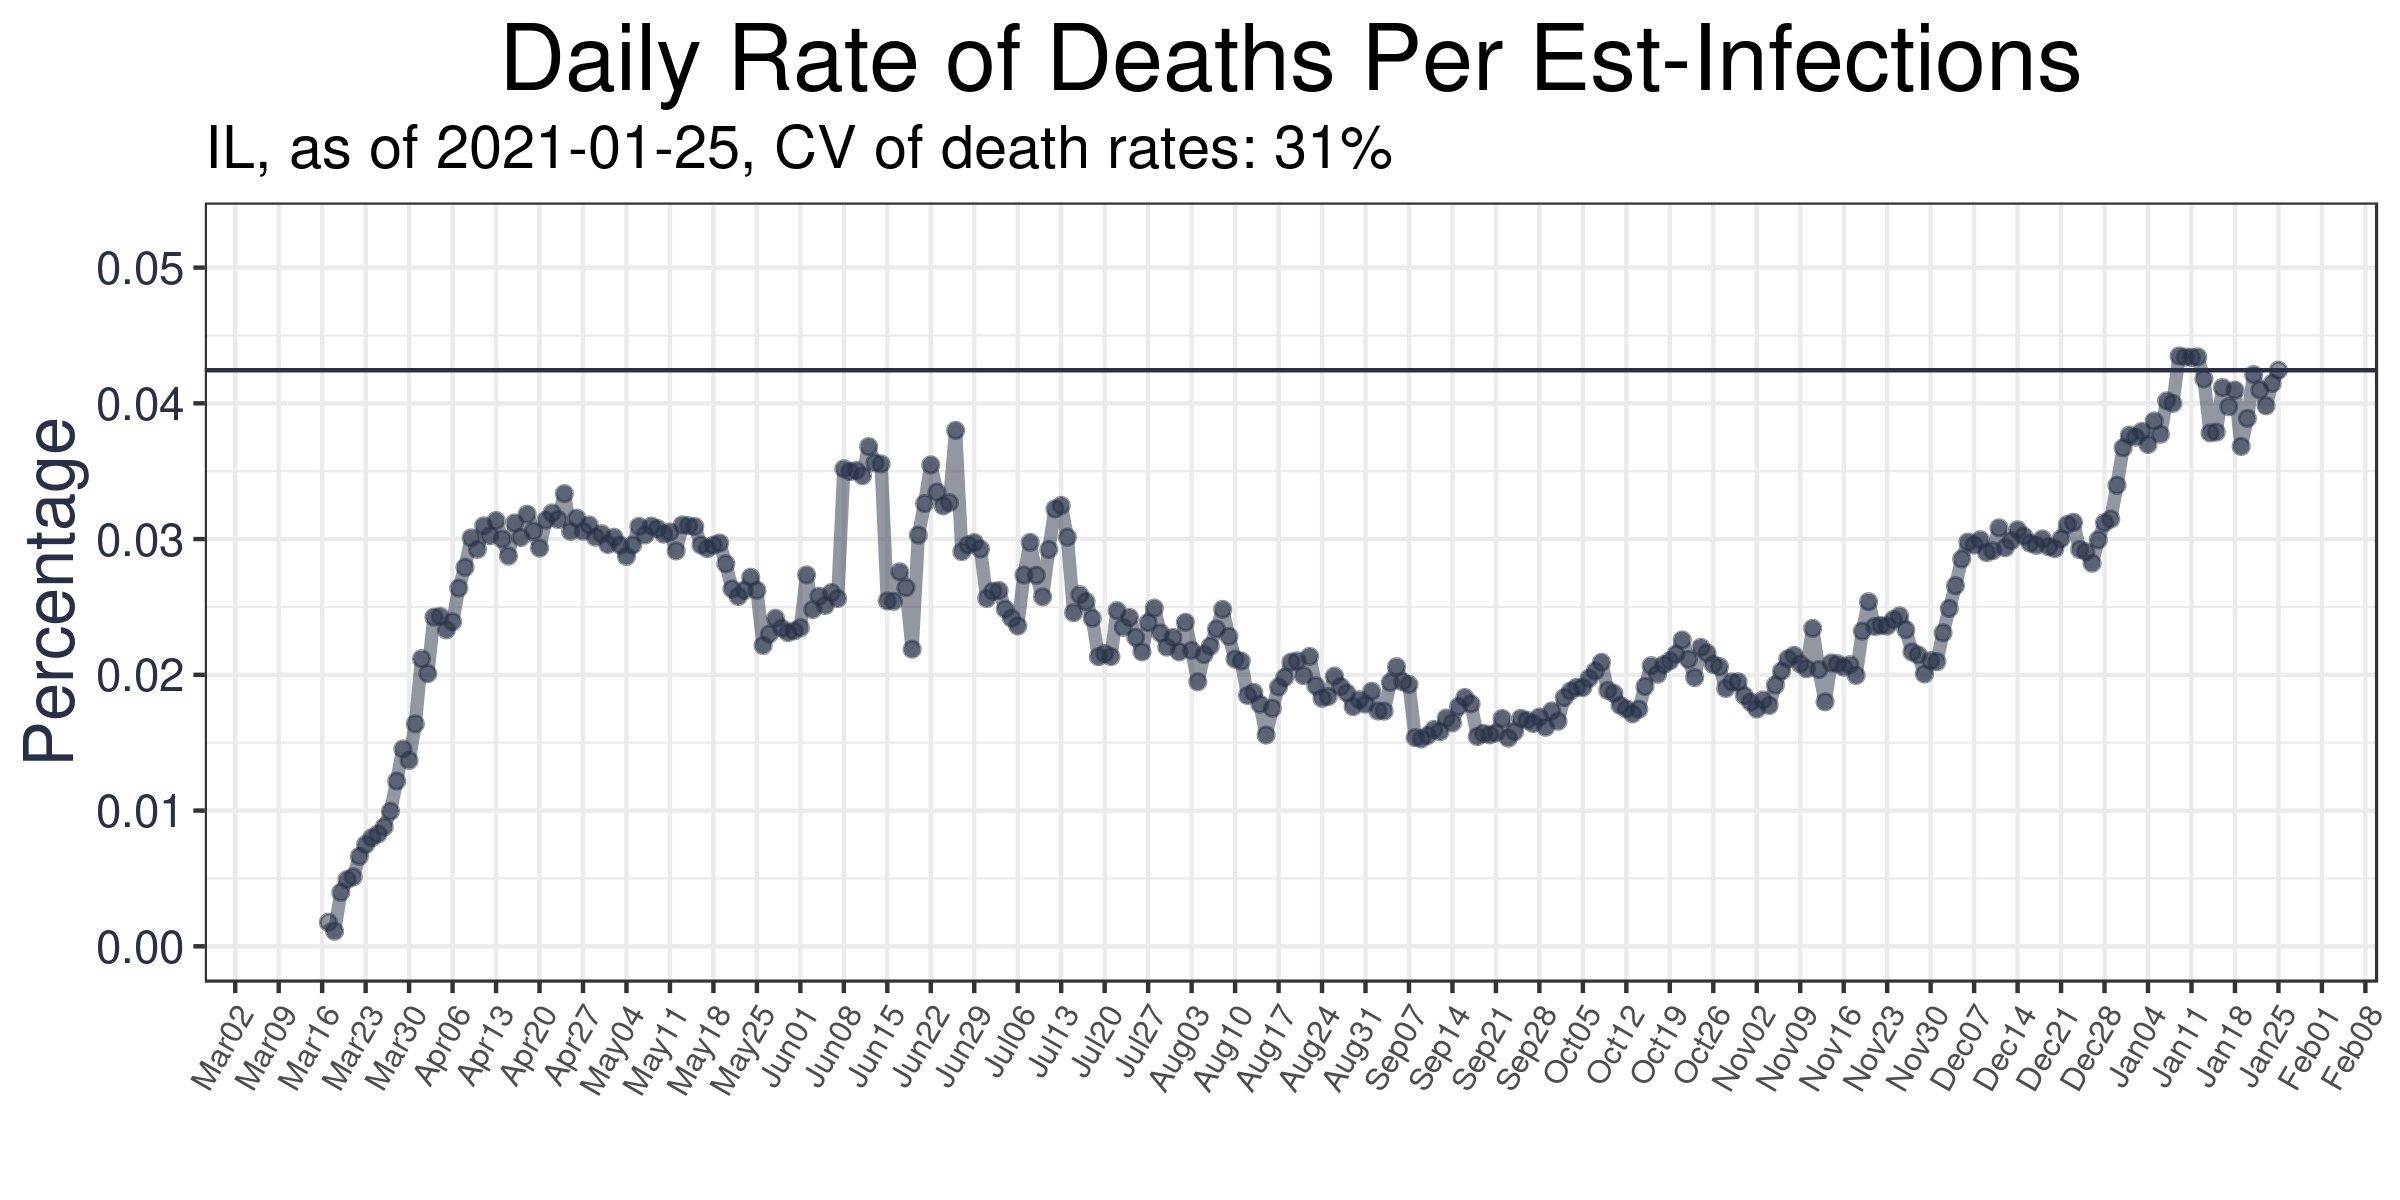 Daily Rate of Deaths Per Est-Infections
IL, as of 2021-01-25, CV of death rates: 31%
Percentage
0.05
0.04
0.03
0.02
0.01
0.00
Mar02
Mar09
Mar16
Mar23
Mar30
Apr06
Apr13
Apr20
Apr27
May04
May11
May18
May25
Jun01
Jun08
Jun15
Jun22
Jun29
Jul06
Jul13
Jul20
Jul27
Aug03
Aug10
Aug17
Aug24
Aug31
Sep07
Sep14
Sep21
Sep28
Oct05
Oct12
Oct19
Oct26
Nov02
Nov09
Nov16
Nov23
Nov30
Dec07
Dec14
Dec21
Dec28
Jan04
Jan11
Jan18
Jan25
Feb01
Feb08